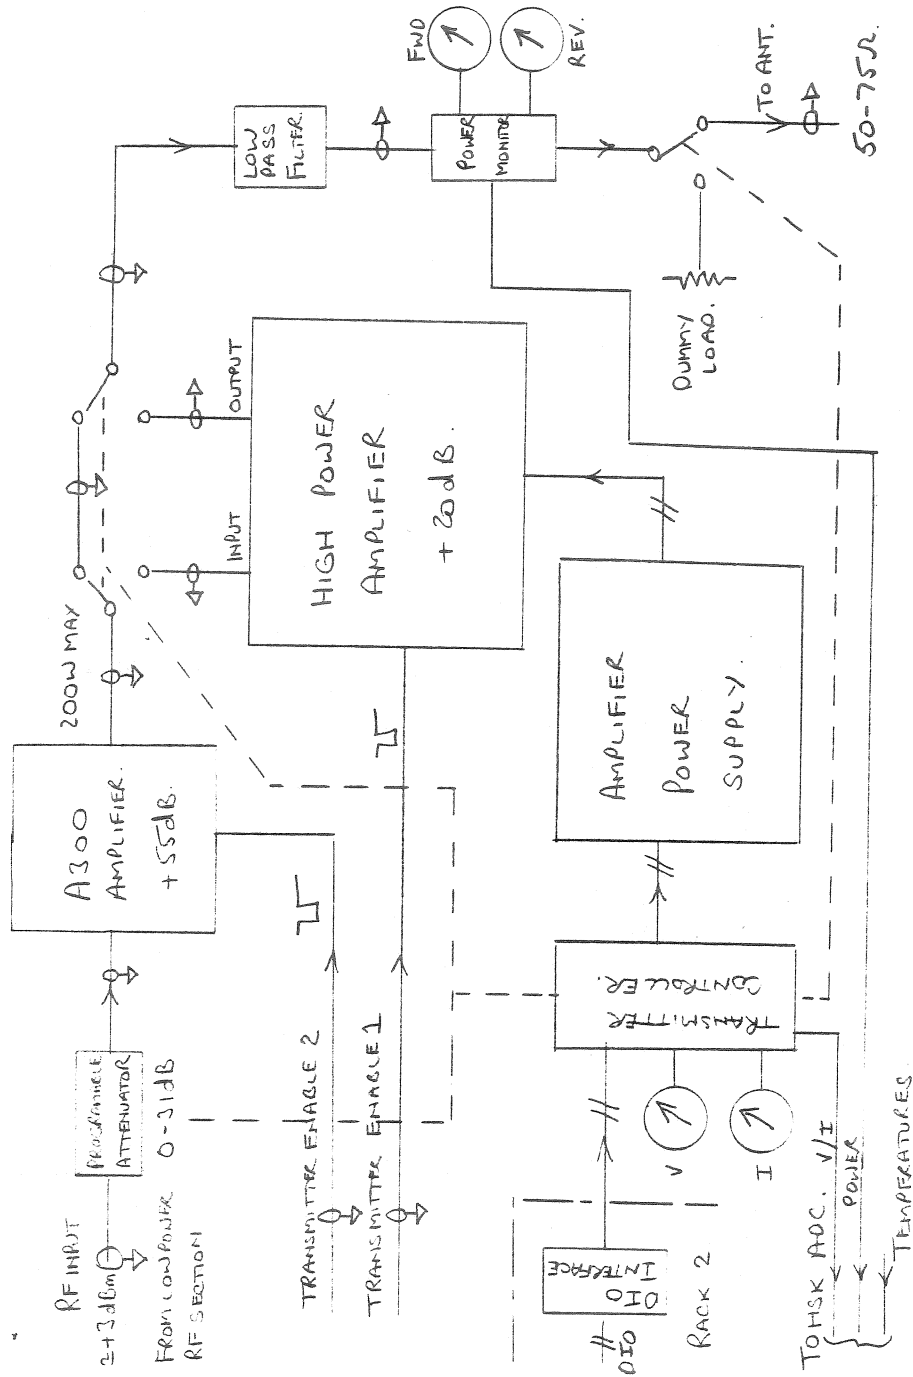 RF INPUT
≥+3dBm
FROM LOW POWER
RF SECTION
PROGRAMMABLE
ATTENUATOR
0-31dB
A300
AMPLIFIER.
+55dB.
200W MAX
INPUT
OUTPUT
HIGH POWER
AMPLIFIER
+20dB.
LOW
PASS
FILTER.
POWER
MONITOR
FWD
REV.
TO ANT.
50-75Ω.
DUMMY
LOAD.
TRANSMITTER ENABLE 2
TRANSMITTER ENABLE 1
AMPLIFIER
POWER
SUPPLY.
TRANSMITTER
CONTROLLER.
V
I
DIO
INTERFACE
DIO
RACK 2
TO HSK ADC.
V/I
POWER
TEMPERATURES